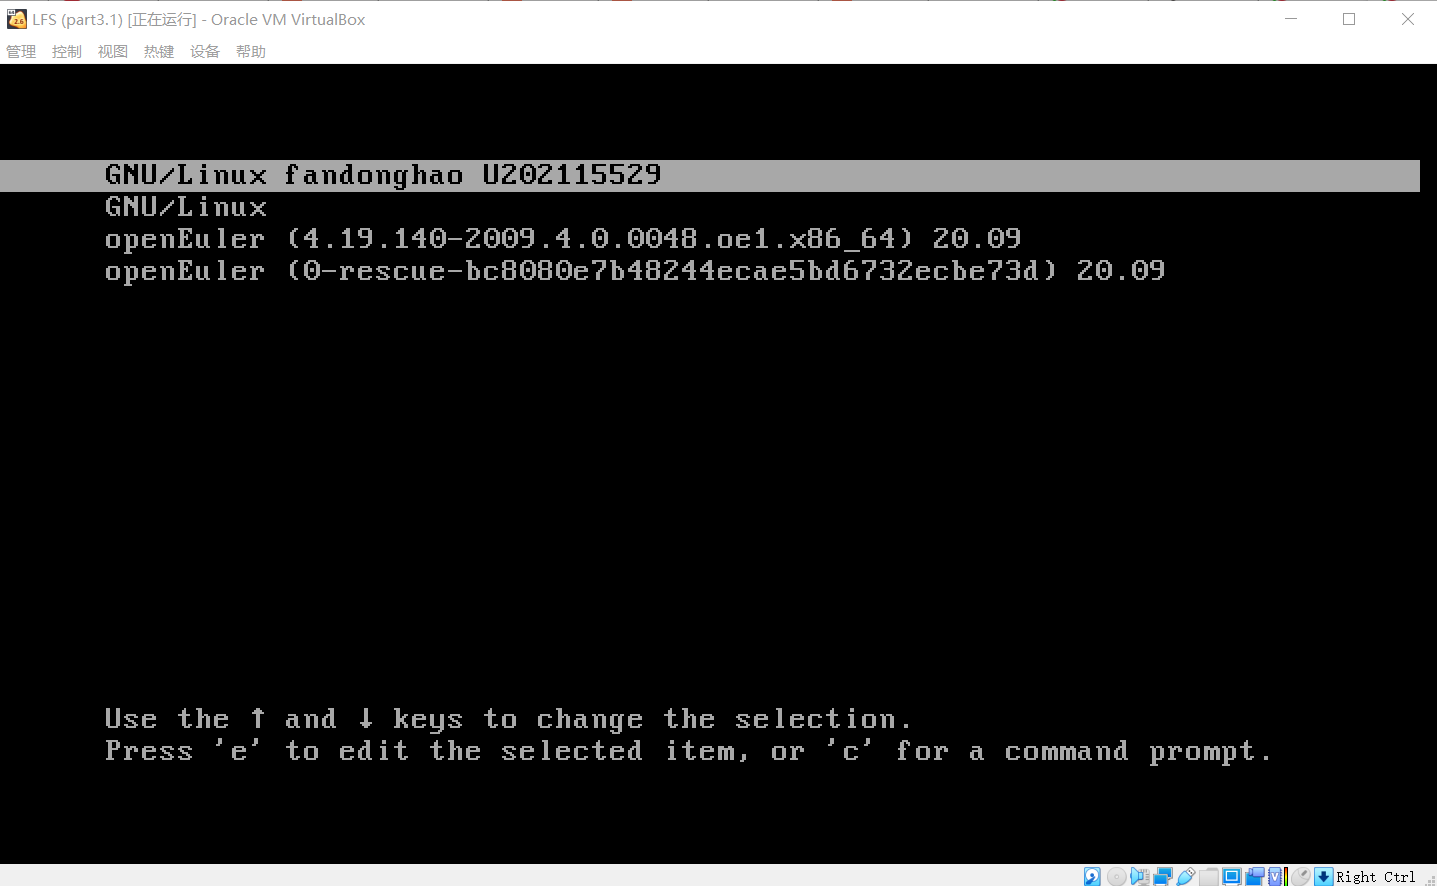 LFS (part3.1) [正在运行] - Oracle VM VirtualBox
管理 控制 视图 热键 设备 帮助
GNU/Linux fandonghao U202115529
GNU/Linux
openEuler (4.19.140-2009.4.0.0048.oe1.x86_64) 20.09
openEuler (0-rescue-bc8080e7b48244ecae5bd6732ecbe73d) 20.09
Use the ↑ and ↓ keys to change the selection.
Press 'e' to edit the selected item, or 'c' for a command prompt.
Right Ctrl